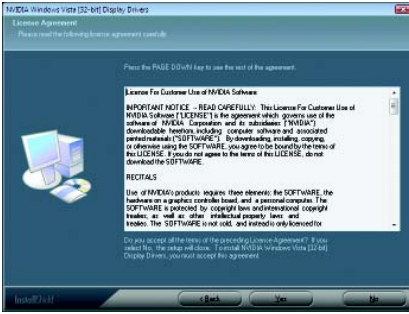 NVIDIA Windows Vista [32-bit] Display Drivers
License Agreement
Please read the following license agreement carefully.
Press the PAGE DOWN key to see the rest of the agreement.
License For Customer Use of NVIDIA Software
IMPORTANT NOTICE -- READ CAREFULLY: This License For Customer Use of
NVIDIA Software ("LICENSE") is the agreement which governs use of the
software of NVIDIA Corporation and its subsidiaries ("NVIDIA")
downloadable herefrom, including computer software and associated
printed materials ("SOFTWARE"). By downloading, installing, copying,
or otherwise using the SOFTWARE, you agree to be bound by the terms of
this LICENSE. If you do not agree to the terms of this LICENSE, do not
download the SOFTWARE.
RECITALS
Use of NVIDIA's products requires three elements: the SOFTWARE, the
hardware on a graphics controller board, and a personal computer. The
SOFTWARE is protected by copyright laws and international copyright
treaties, as well as other intellectual property laws and
treaties. The SOFTWARE is not sold, and instead is only licensed for
Do you accept all the terms of the preceding License Agreement? If you
select No, the setup will close. To install NVIDIA Windows Vista [32-bit]
Display Drivers, you must accept this agreement.
InstallShield
< Back
Yes
No